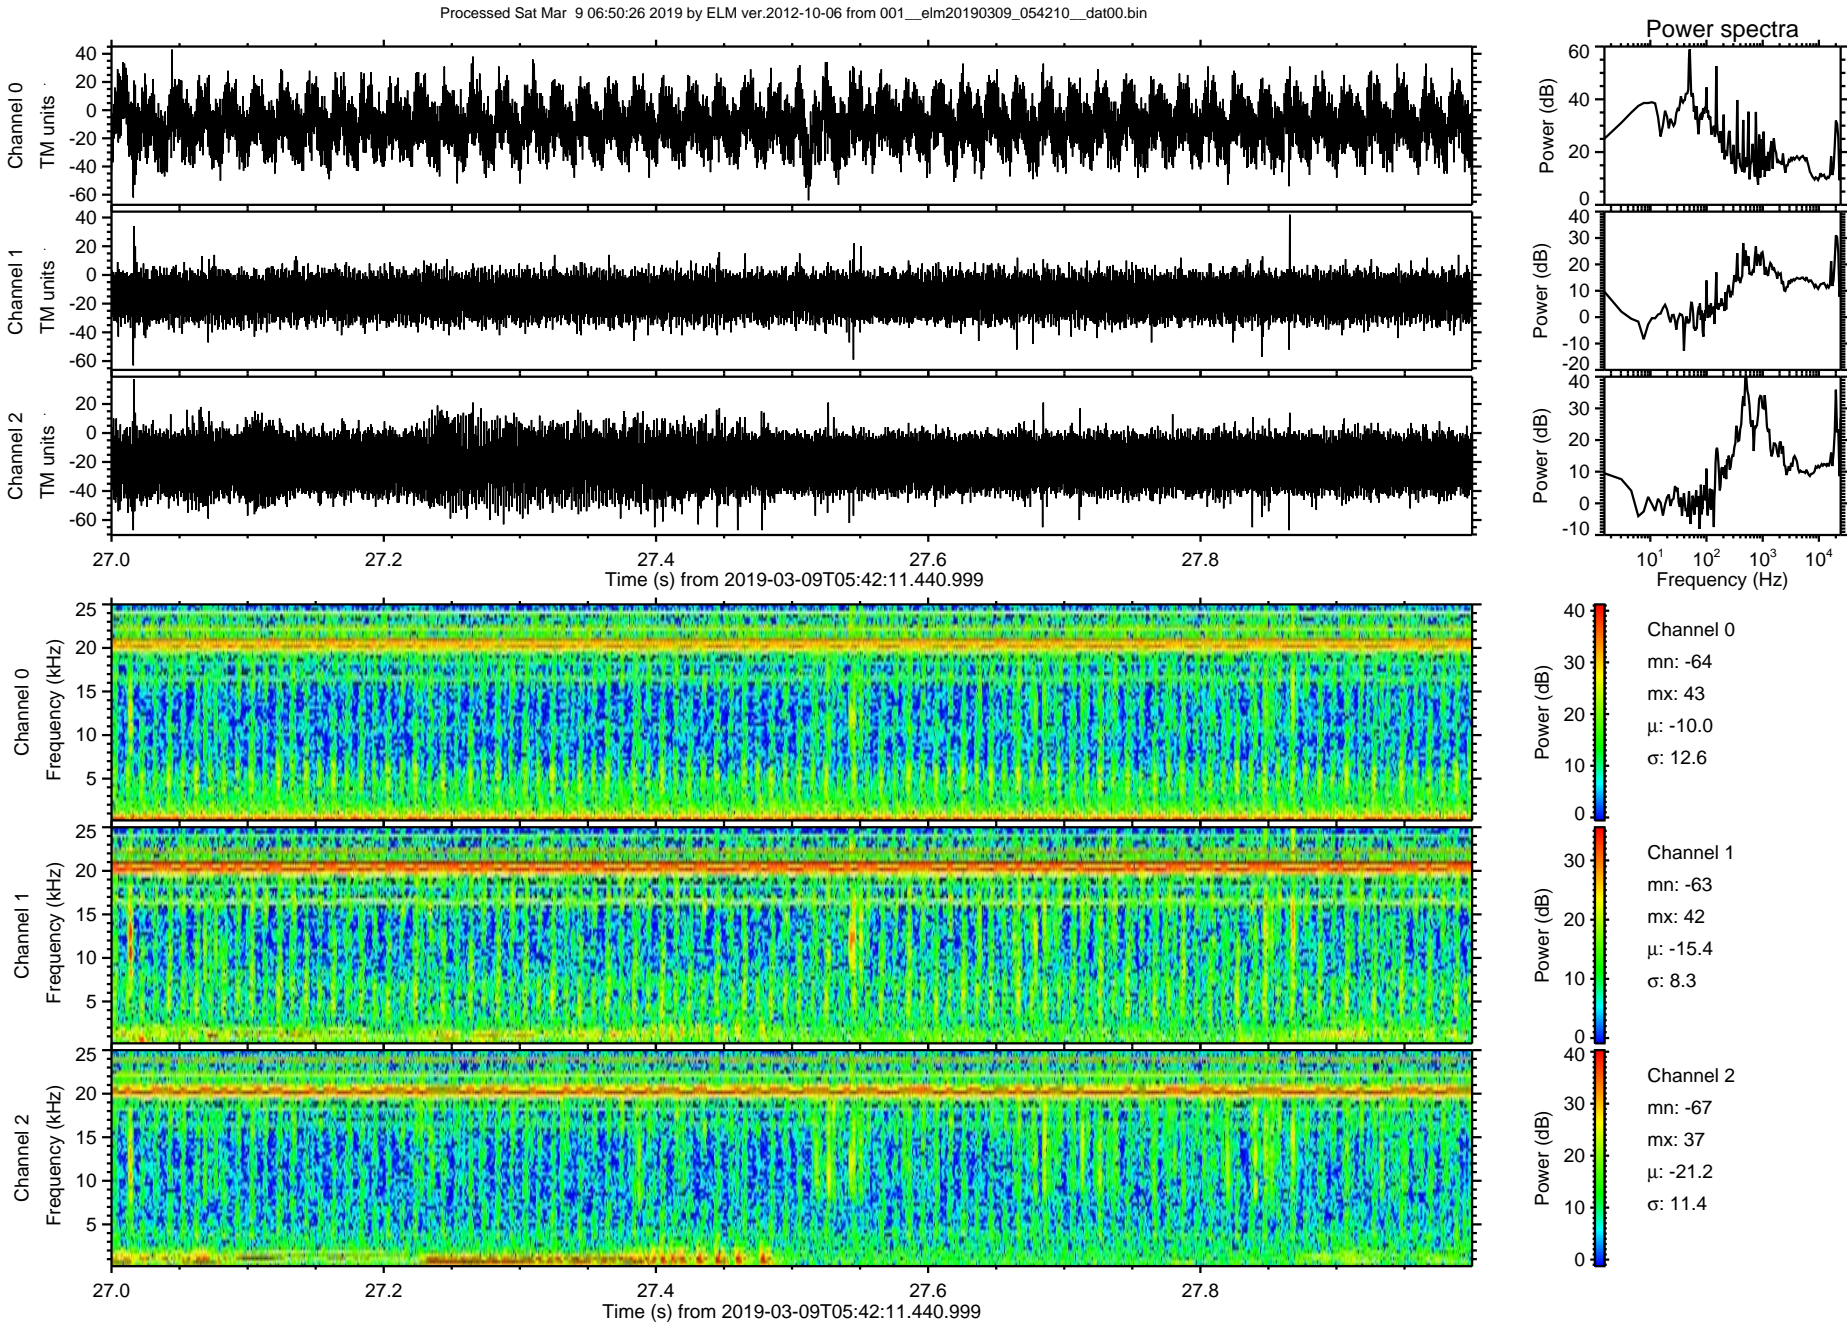 Processed Sat Mar  9 06:50:26 2019 by ELM ver.2012-10-06 from 001__elm20190309_054210__dat00.bin
Power spectra
Channel 0
TM units
40
20
0
-20
-40
-60
Power (dB)
60
40
20
0
Channel 1
TM units
40
20
0
-20
-40
-60
Power (dB)
40
30
20
10
0
-10
-20
Channel 2
TM units
20
0
-20
-40
-60
Power (dB)
40
30
20
10
0
-10
27.0 27.2 27.4 27.6 27.8
Time (s) from 2019-03-09T05:42:11.440.999
10^1 10^2 10^3 10^4
Frequency (Hz)
Channel 0
Frequency (kHz)
25
20
15
10
5
Power (dB)
40
30
20
10
0
Channel 0
mn: -64
mx: 43
μ: -10.0
σ: 12.6
Channel 1
Frequency (kHz)
25
20
15
10
5
Power (dB)
30
20
10
0
Channel 1
mn: -63
mx: 42
μ: -15.4
σ: 8.3
Channel 2
Frequency (kHz)
25
20
15
10
5
Power (dB)
40
30
20
10
0
Channel 2
mn: -67
mx: 37
μ: -21.2
σ: 11.4
27.0 27.2 27.4 27.6 27.8
Time (s) from 2019-03-09T05:42:11.440.999